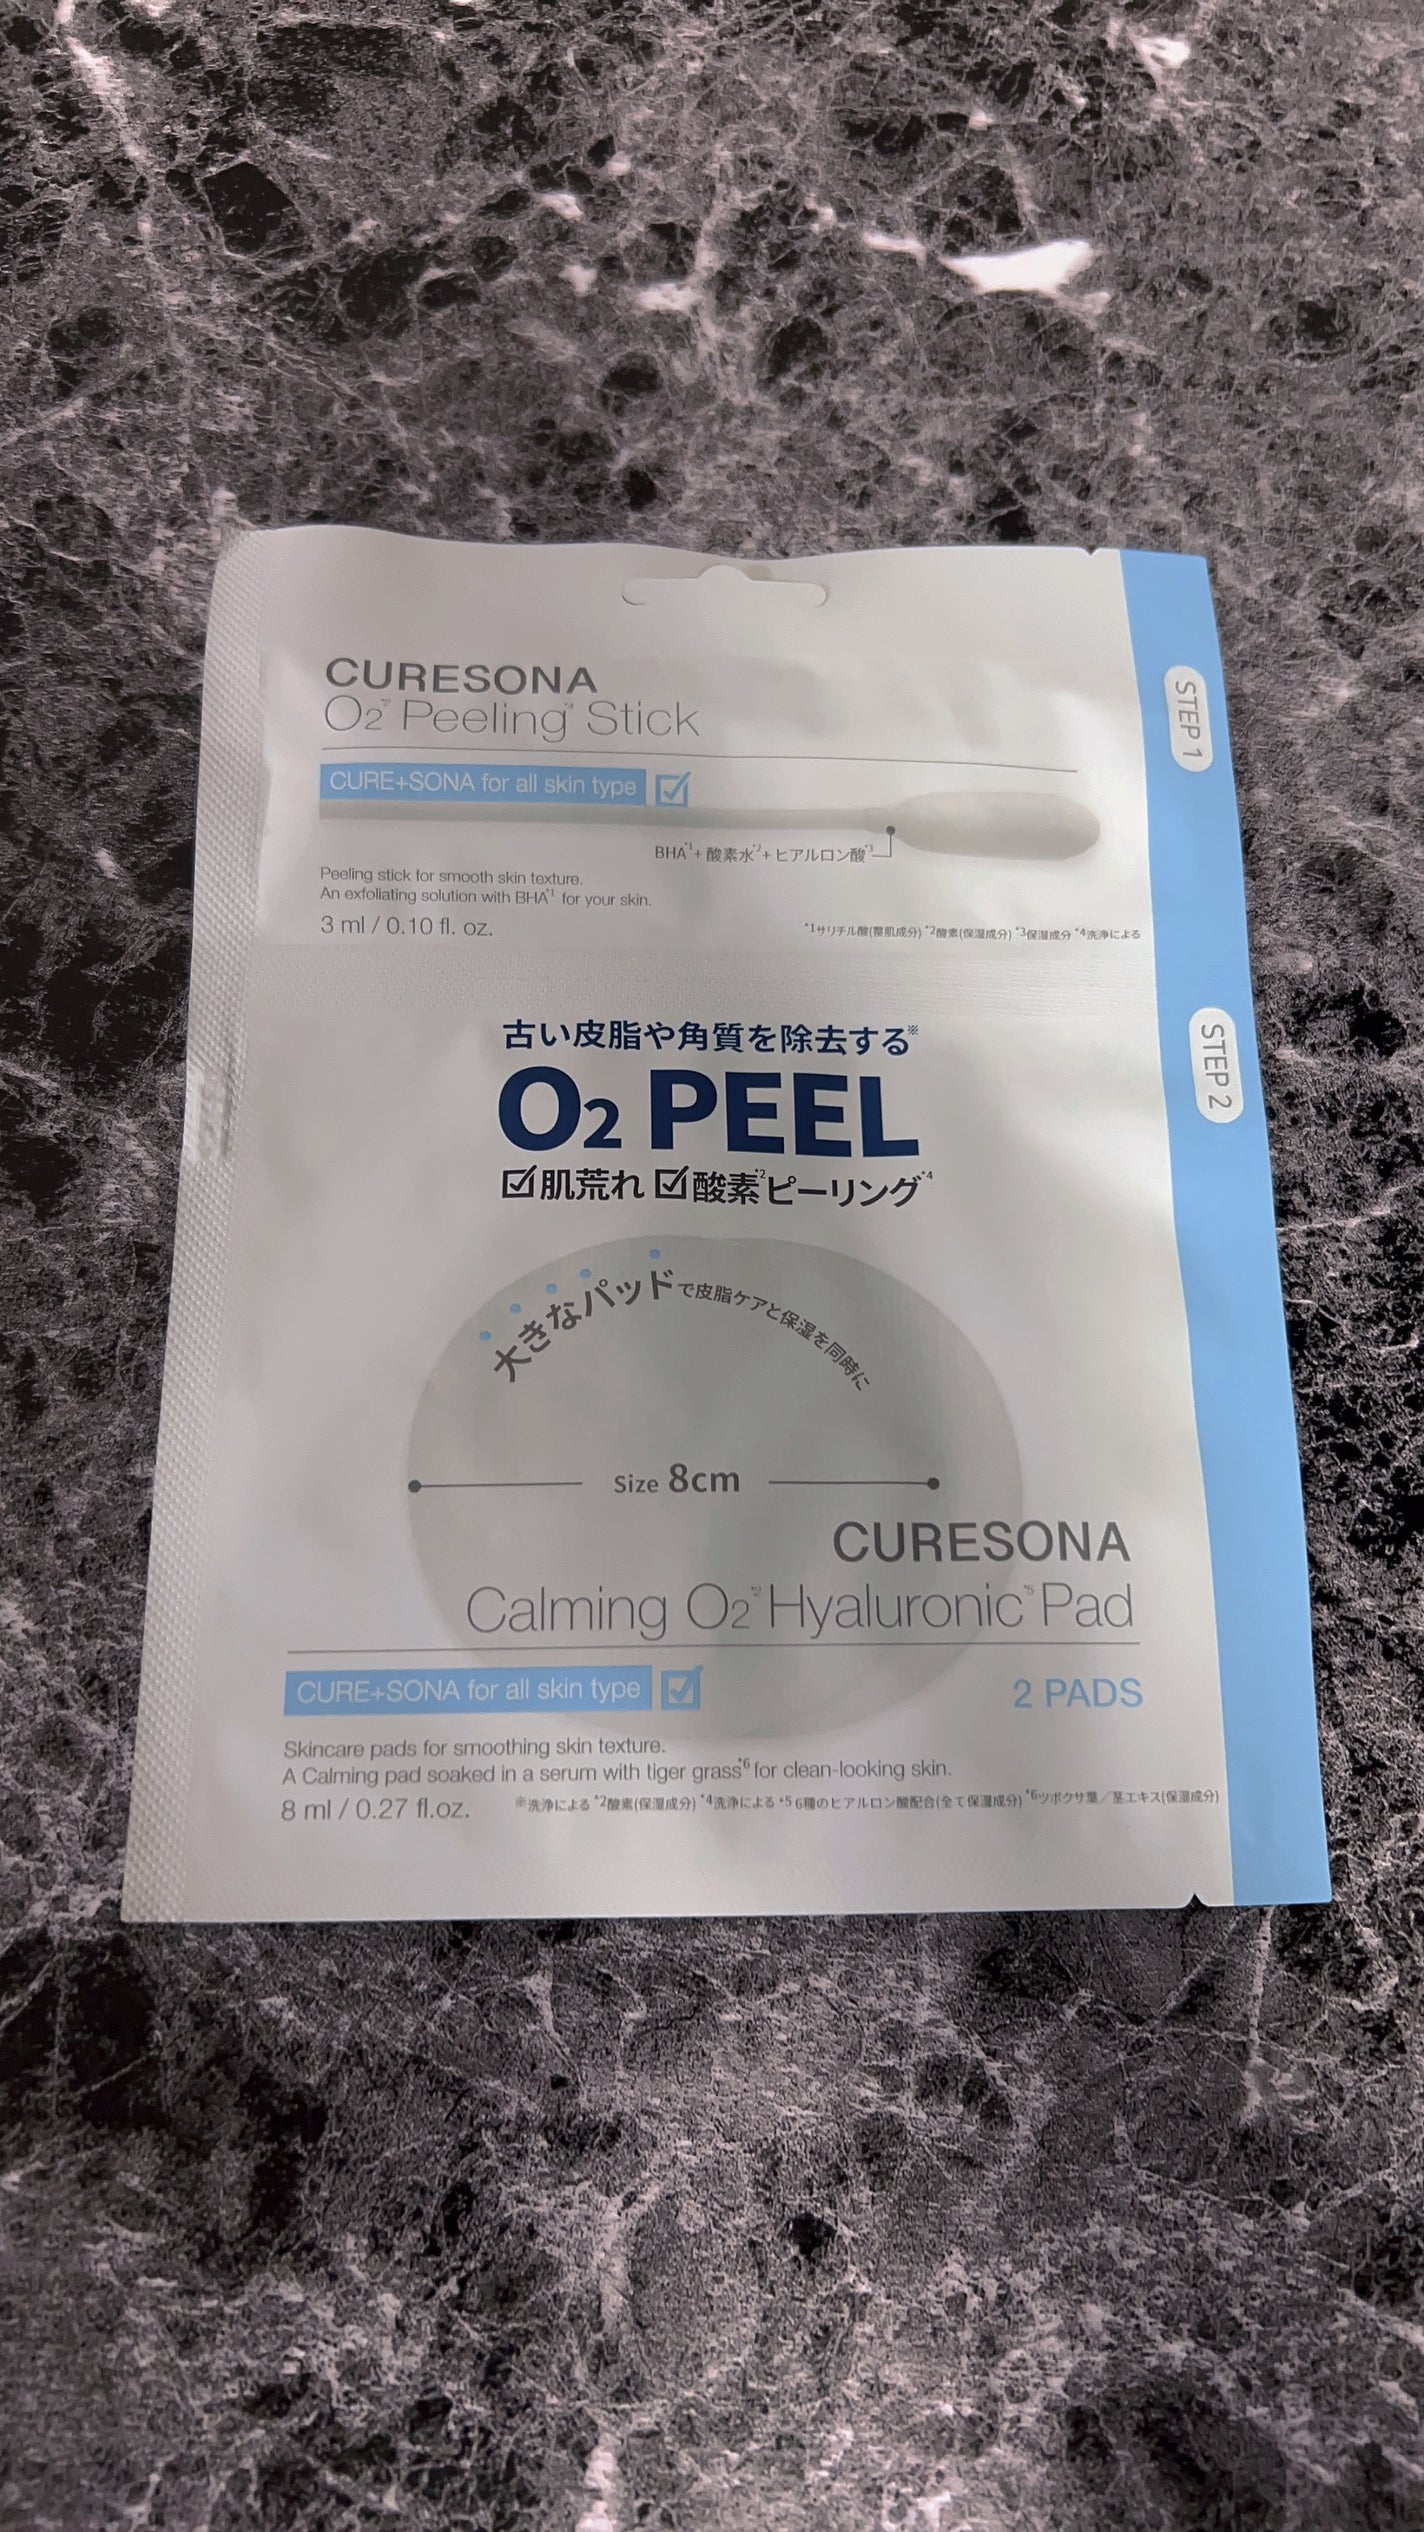 CURESONA
O2*2 Peeling*4 Stick
STEP 1
CURE+SONA for all skin type
BHA*1+ 酸素水*2+ ヒアルロン酸*3
Peeling stick for smooth skin texture.
An exfoliating solution with BHA*1 for your skin.
3 ml / 0.10 fl. oz.
*1サリチル酸(整肌成分) *2酸素(保湿成分) *3保湿成分 *4洗浄による
STEP 2
古い皮脂や角質を除去する※
O2 PEEL
肌荒れ 酸素*2ピーリング*4
大きなパッドで皮脂ケアと保湿を同時に
Size 8cm
CURESONA
Calming O2*2 Hyaluronic*5 Pad
CURE+SONA for all skin type
2 PADS
Skincare pads for smoothing skin texture.
A Calming pad soaked in a serum with tiger grass*6 for clean-looking skin.
8 ml / 0.27 fl.oz.
※洗浄による *2酸素(保湿成分) *4洗浄による *5 6種のヒアルロン酸配合(全て保湿成分) *6ツボクサ葉／茎エキス(保湿成分)